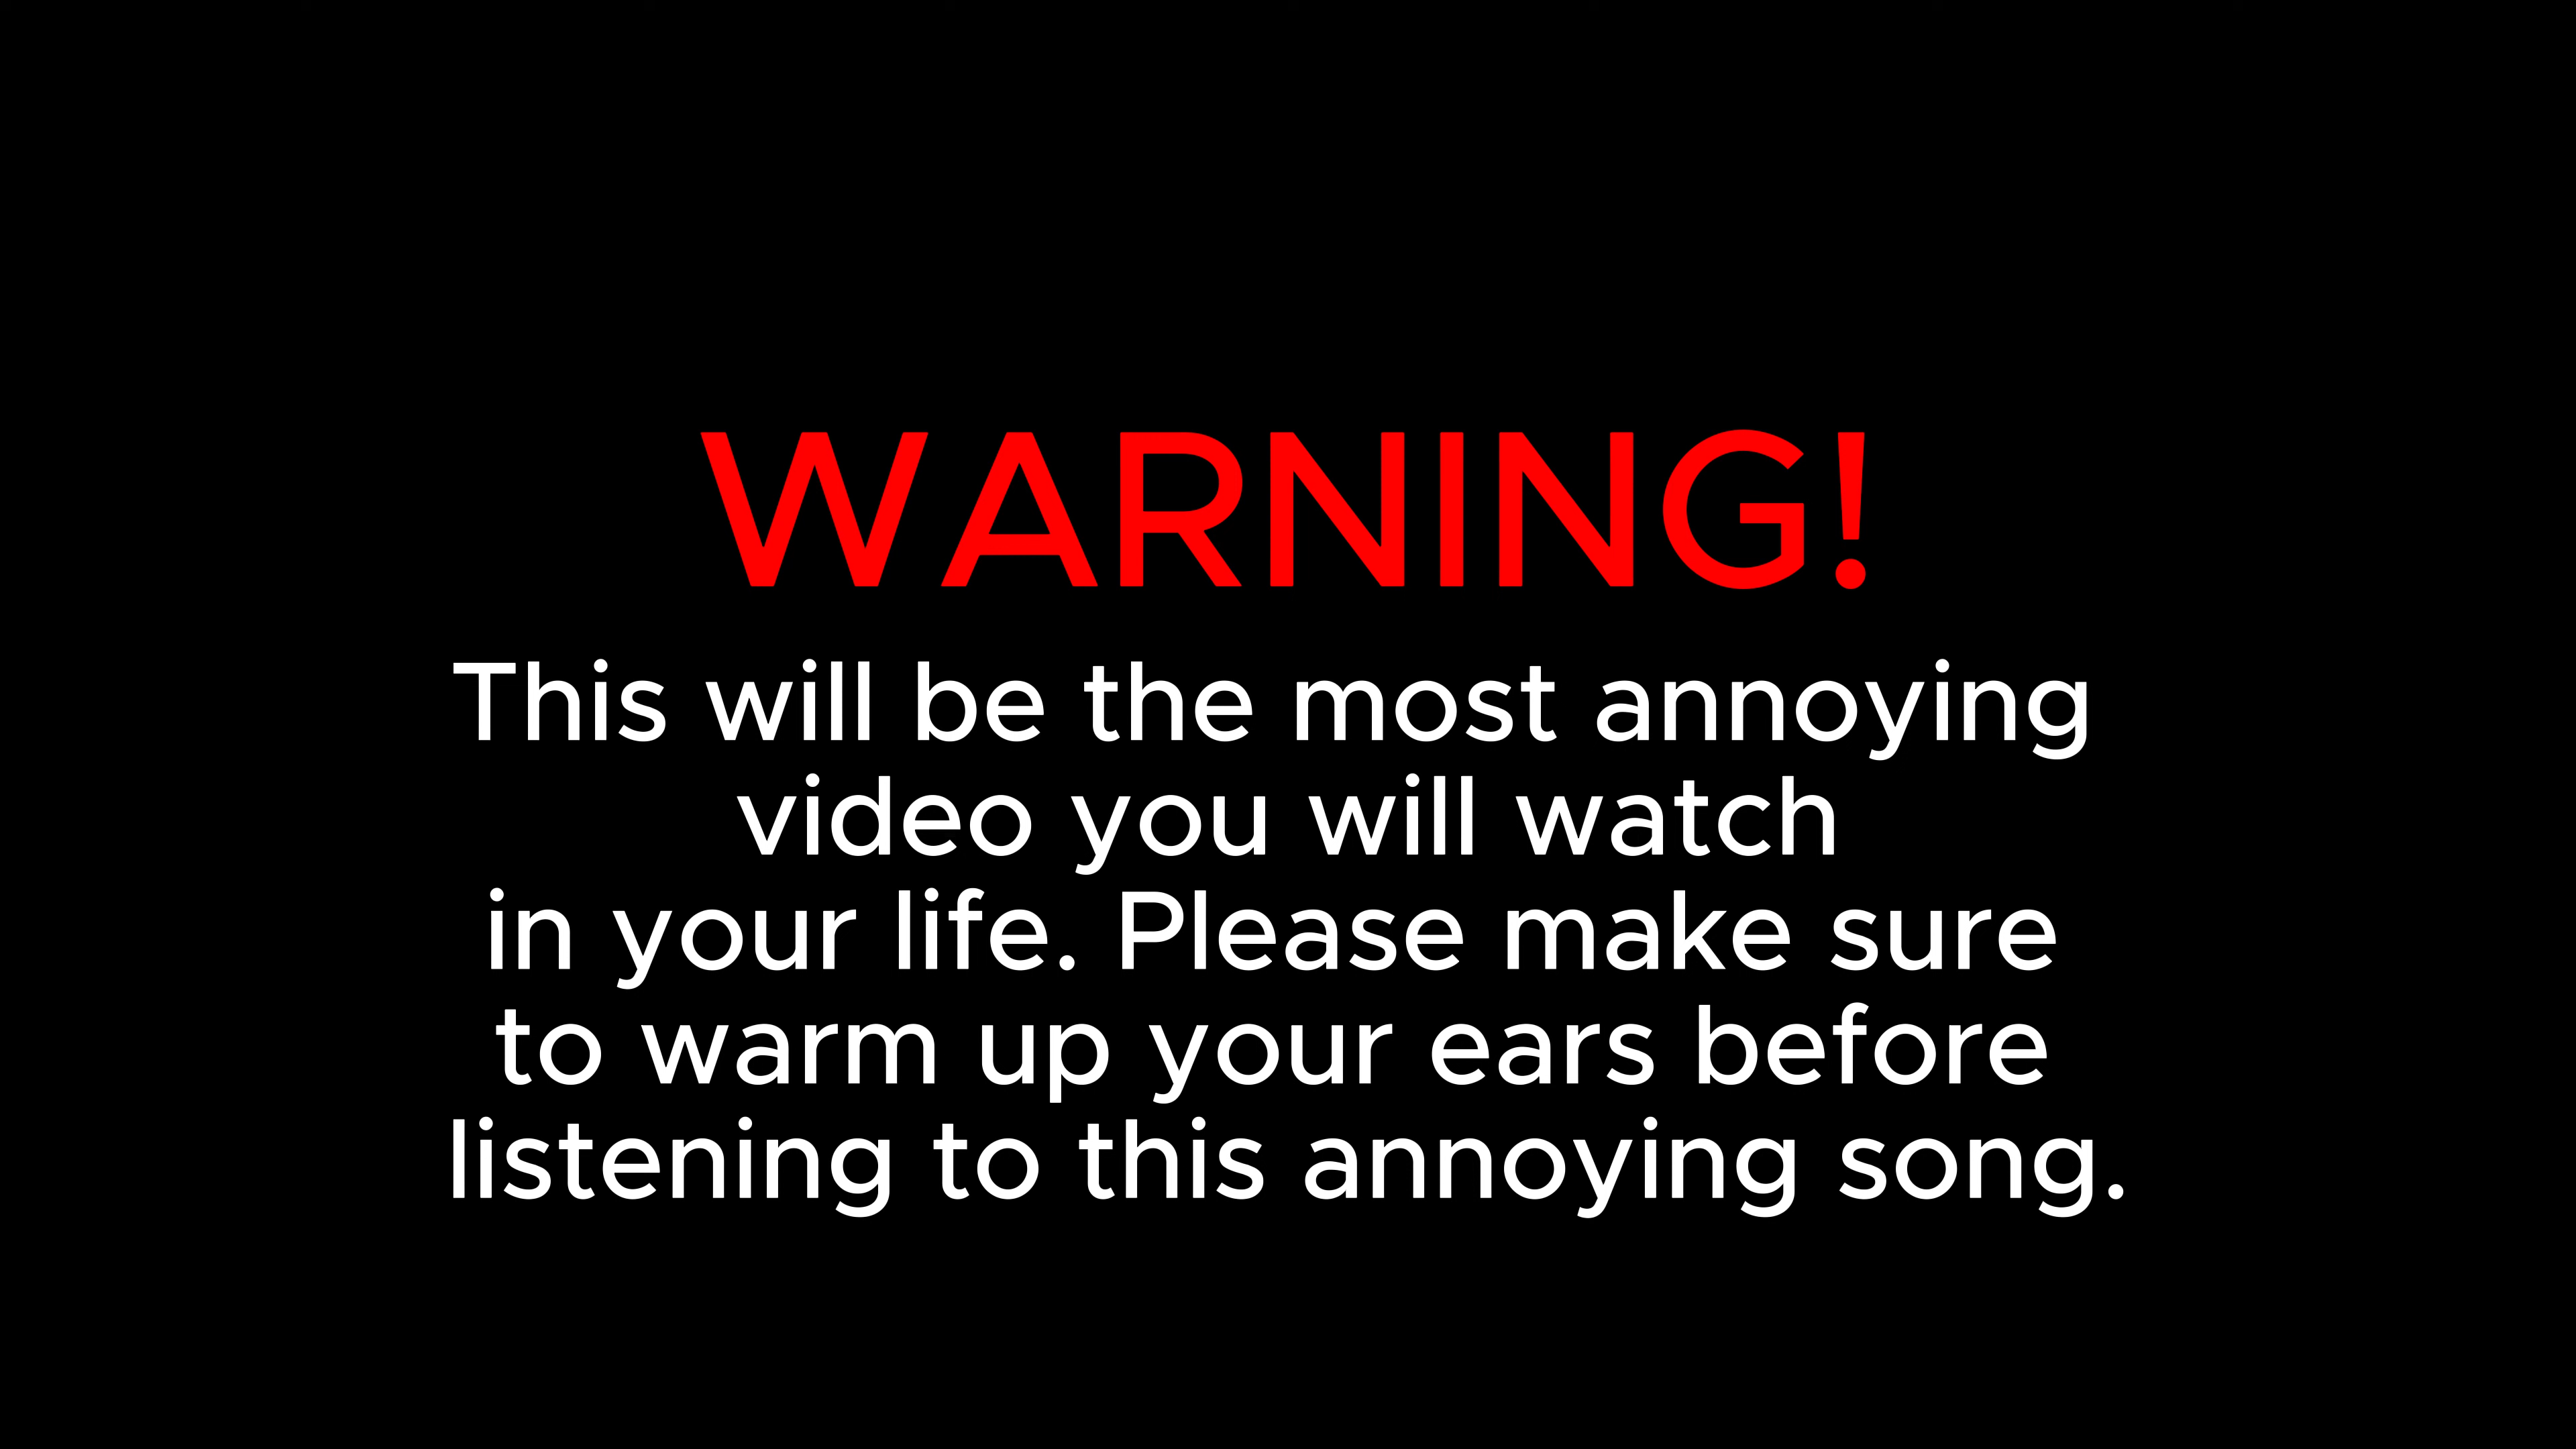 WARNING!
This will be the most annoying
video you will watch
in your life. Please make sure
to warm up your ears before
listening to this annoying song.